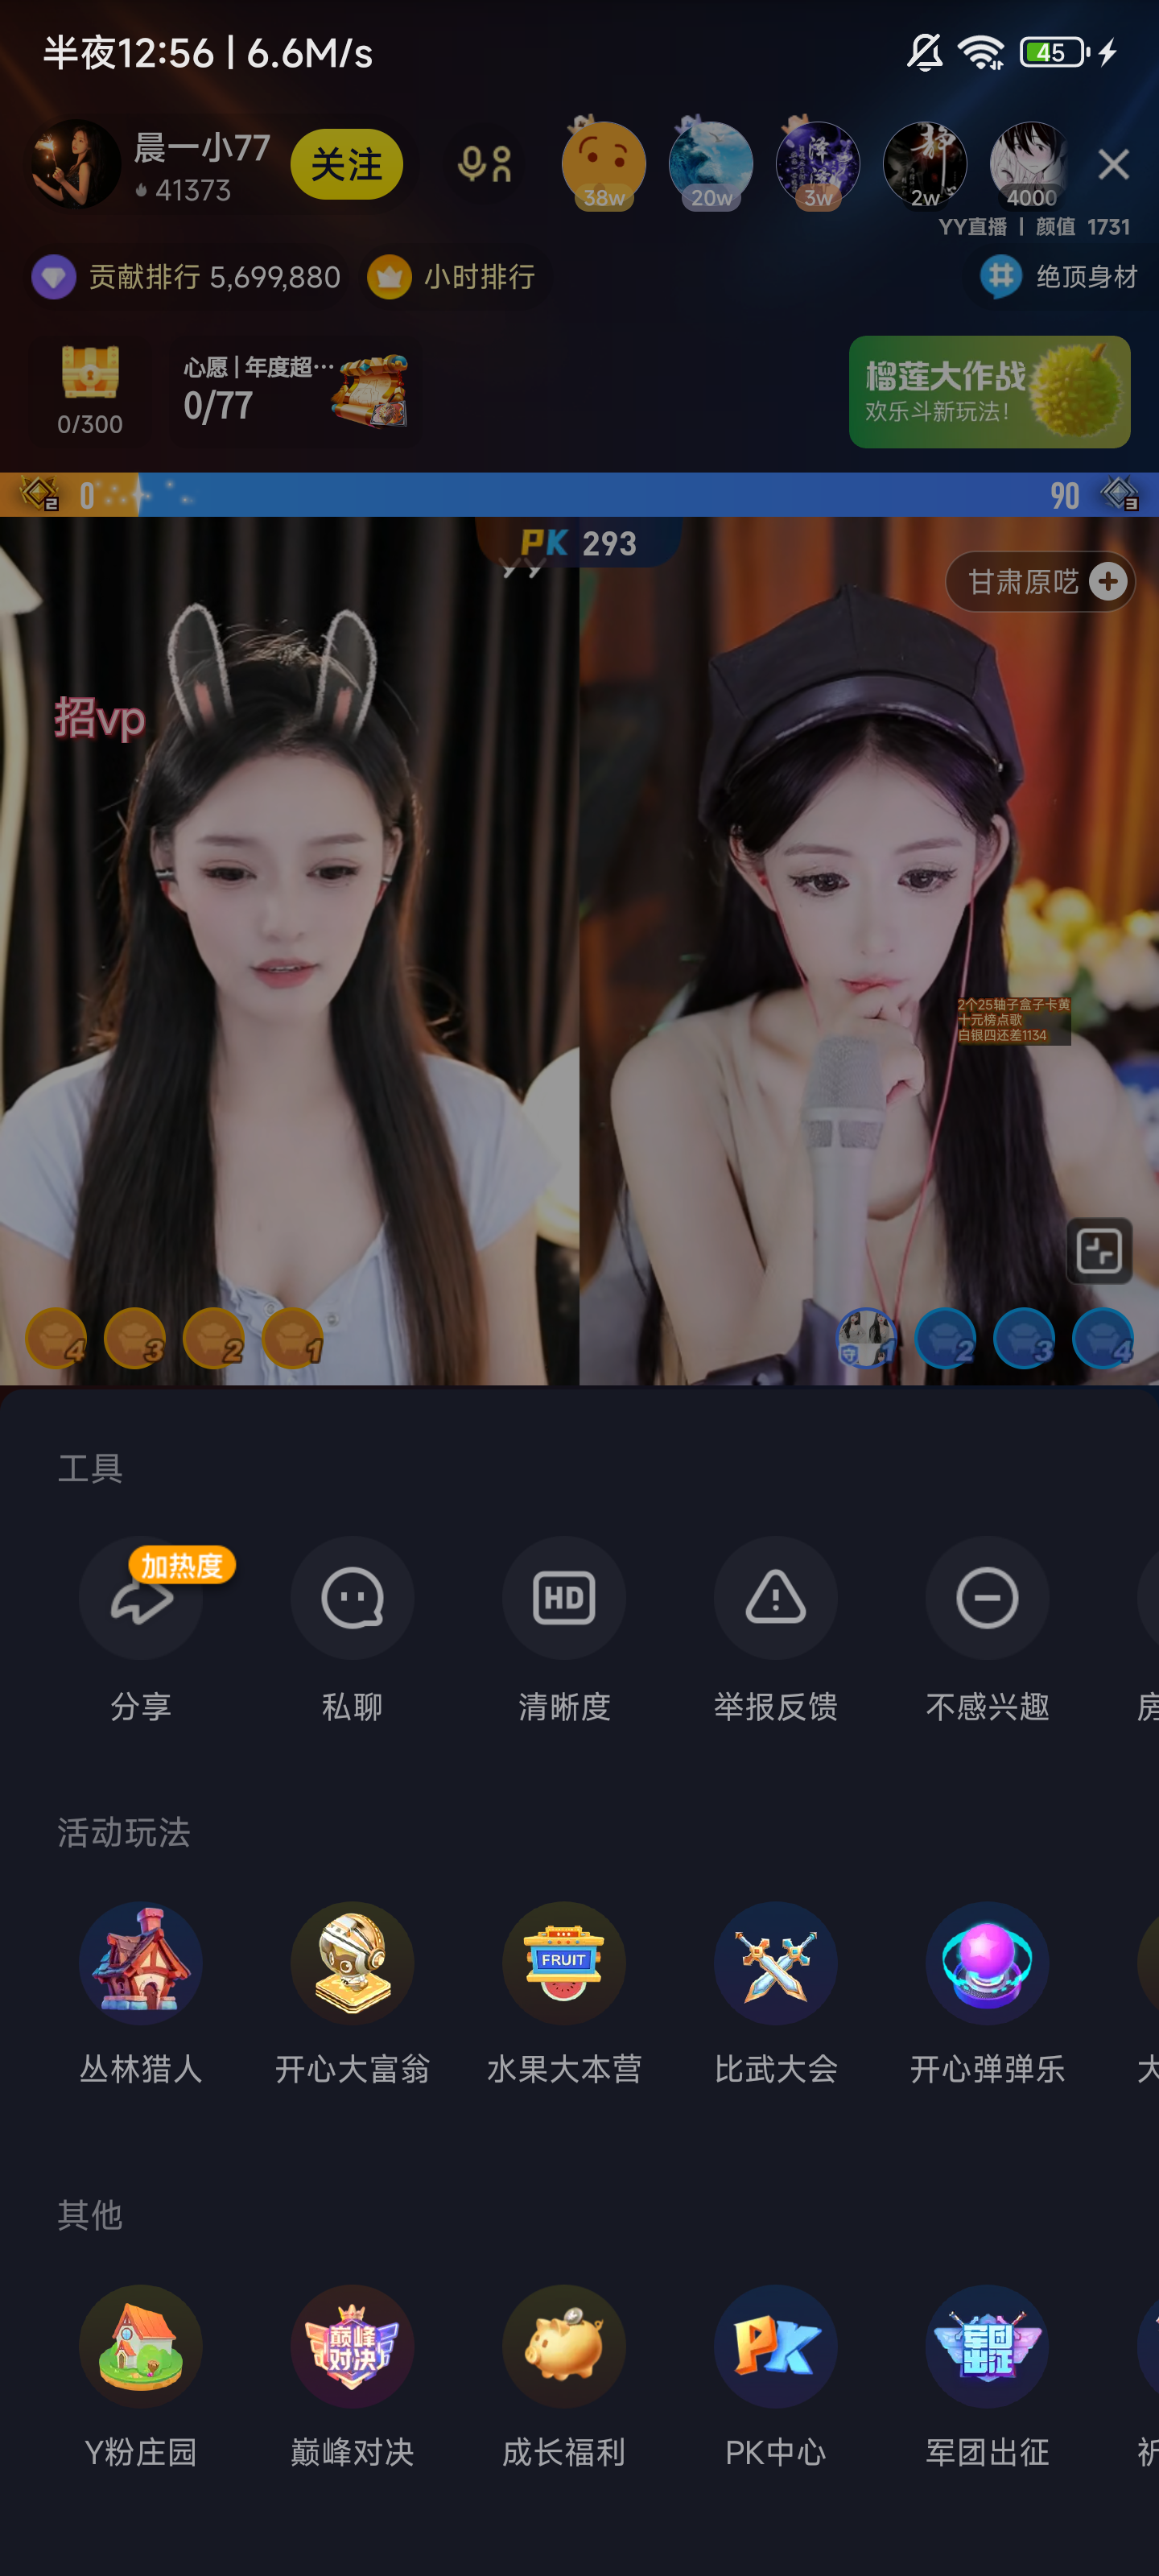 半夜12:56 | 6.6M/s
45
晨一小77
41373
关注
38w
20w
泽
3w
静
2w
4000
YY直播 | 颜值 1731
贡献排行 5,699,880
小时排行
绝顶身材
0/300
心愿 | 年度超…
0/77
榴莲大作战
欢乐斗新玩法!
2
0
90
3
PK 293
甘肃原呓
招vp
2个25轴子盒子卡黄
十元榜点歌
白银四还差1134
4
3
2
1
守
1
2
3
4
工具
加热度
HD
分享
私聊
清晰度
举报反馈
不感兴趣
活动玩法
FRUIT
丛林猎人
开心大富翁
水果大本营
比武大会
开心弹弹乐
大
其他
巅峰对决
PK
军团出征
Y粉庄园
巅峰对决
成长福利
PK中心
军团出征
祈